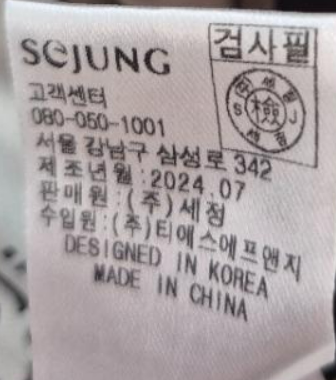 SEJUNG
검사필
檢
고객센터
080-050-1001
서울 강남구 삼성로 342
제조년월 : 2024.07
판매원 : (주)세정
수입원 : (주)티에스에프앤지
DESIGNED IN KOREA
MADE IN CHINA